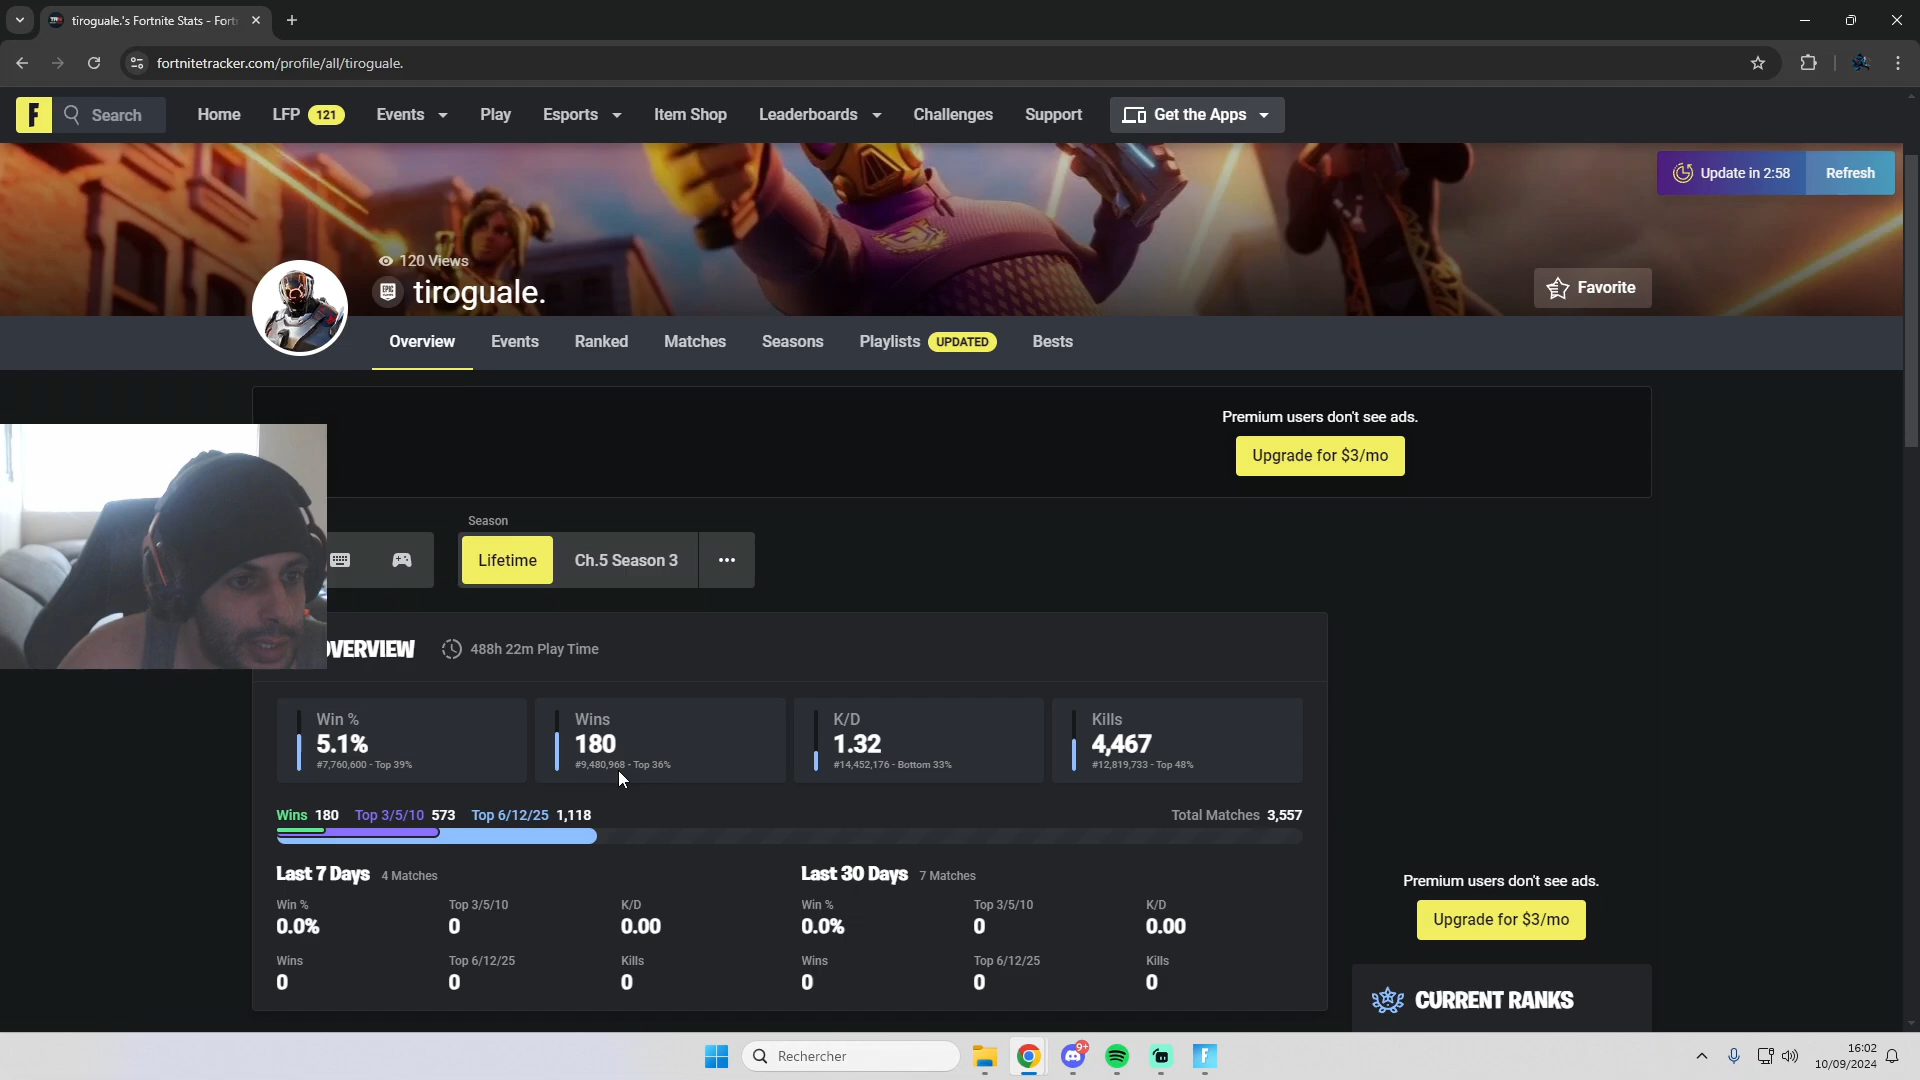 tiroguale.'s Fortnite Stats - Fort
fortnitetracker.com/profile/all/tiroguale.
F Search Home LFP 121 Events Play Esports Item Shop Leaderboards Challenges Support Get the Apps
Update in 2:58 Refresh
120 Views
EPIC GAMES tiroguale.
Favorite
Overview Events Ranked Matches Seasons Playlists UPDATED Bests
Premium users don't see ads.
Upgrade for $3/mo
Season
Lifetime Ch.5 Season 3
OVERVIEW 488h 22m Play Time
Win % Wins K/D Kills
5.1% 180 1.32 4,467
#7,760,600 - Top 39% #9,480,968 - Top 36% #14,452,176 - Bottom 33% #12,819,733 - Top 48%
Wins 180 Top 3/5/10 573 Top 6/12/25 1,118 Total Matches 3,557
Last 7 Days 4 Matches Last 30 Days 7 Matches
Premium users don't see ads.
Win % Top 3/5/10 K/D Win % Top 3/5/10 K/D
0.0% 0 0.00 0.0% 0 0.00
Upgrade for $3/mo
Wins Top 6/12/25 Kills Wins Top 6/12/25 Kills
0 0 0 0 0 0
CURRENT RANKS
Rechercher
9+
F
16:02
10/09/2024